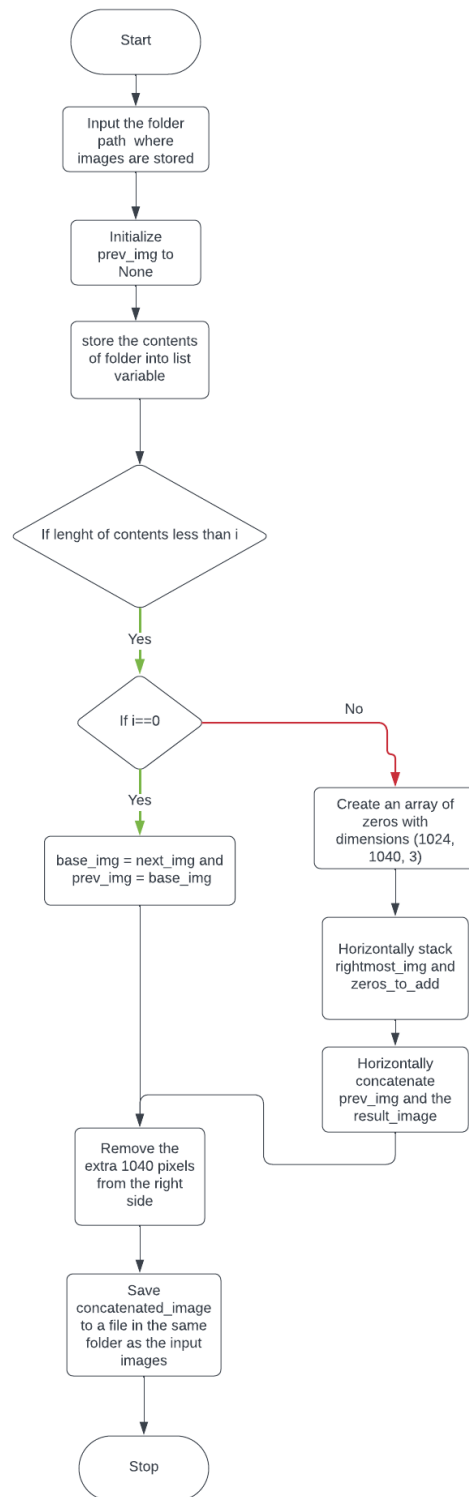 Start
Input the folder
path where
images are stored
Initialize
prev_img to
None
store the contents
of folder into list
variable
If lenght of contents less than i
Yes
If i==0
No
Yes
base_img = next_img and
prev_img = base_img
Create an array of
zeros with
dimensions (1024,
1040, 3)
Horizontally stack
rightmost_img and
zeros_to_add
Horizontally
concatenate
prev_img and the
result_image
Remove the
extra 1040 pixels
from the right
side
Save
concatenated_image
to a file in the same
folder as the input
images
Stop